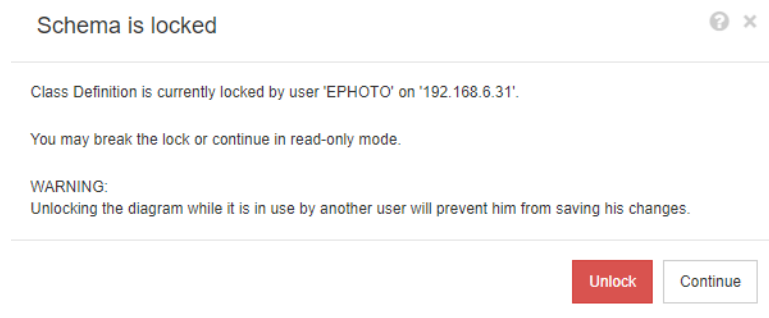 Schema is locked
Class Definition is currently locked by user 'EPHOTO' on '192.168.6.31'.
You may break the lock or continue in read-only mode.
WARNING:
Unlocking the diagram while it is in use by another user will prevent him from saving his changes.
Unlock
Continue